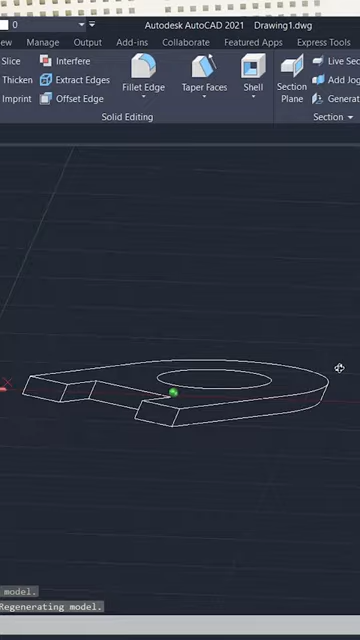 0
Autodesk AutoCAD 2021 Drawing1.dwg
ew Manage Output Add-ins Collaborate Featured Apps Express Tools
Slice Interfere Live Sec
Thicken Extract Edges Fillet Edge Taper Faces Shell Section Plane Add Jog
Imprint Offset Edge Generat
Solid Editing Section
model.
Regenerating model.